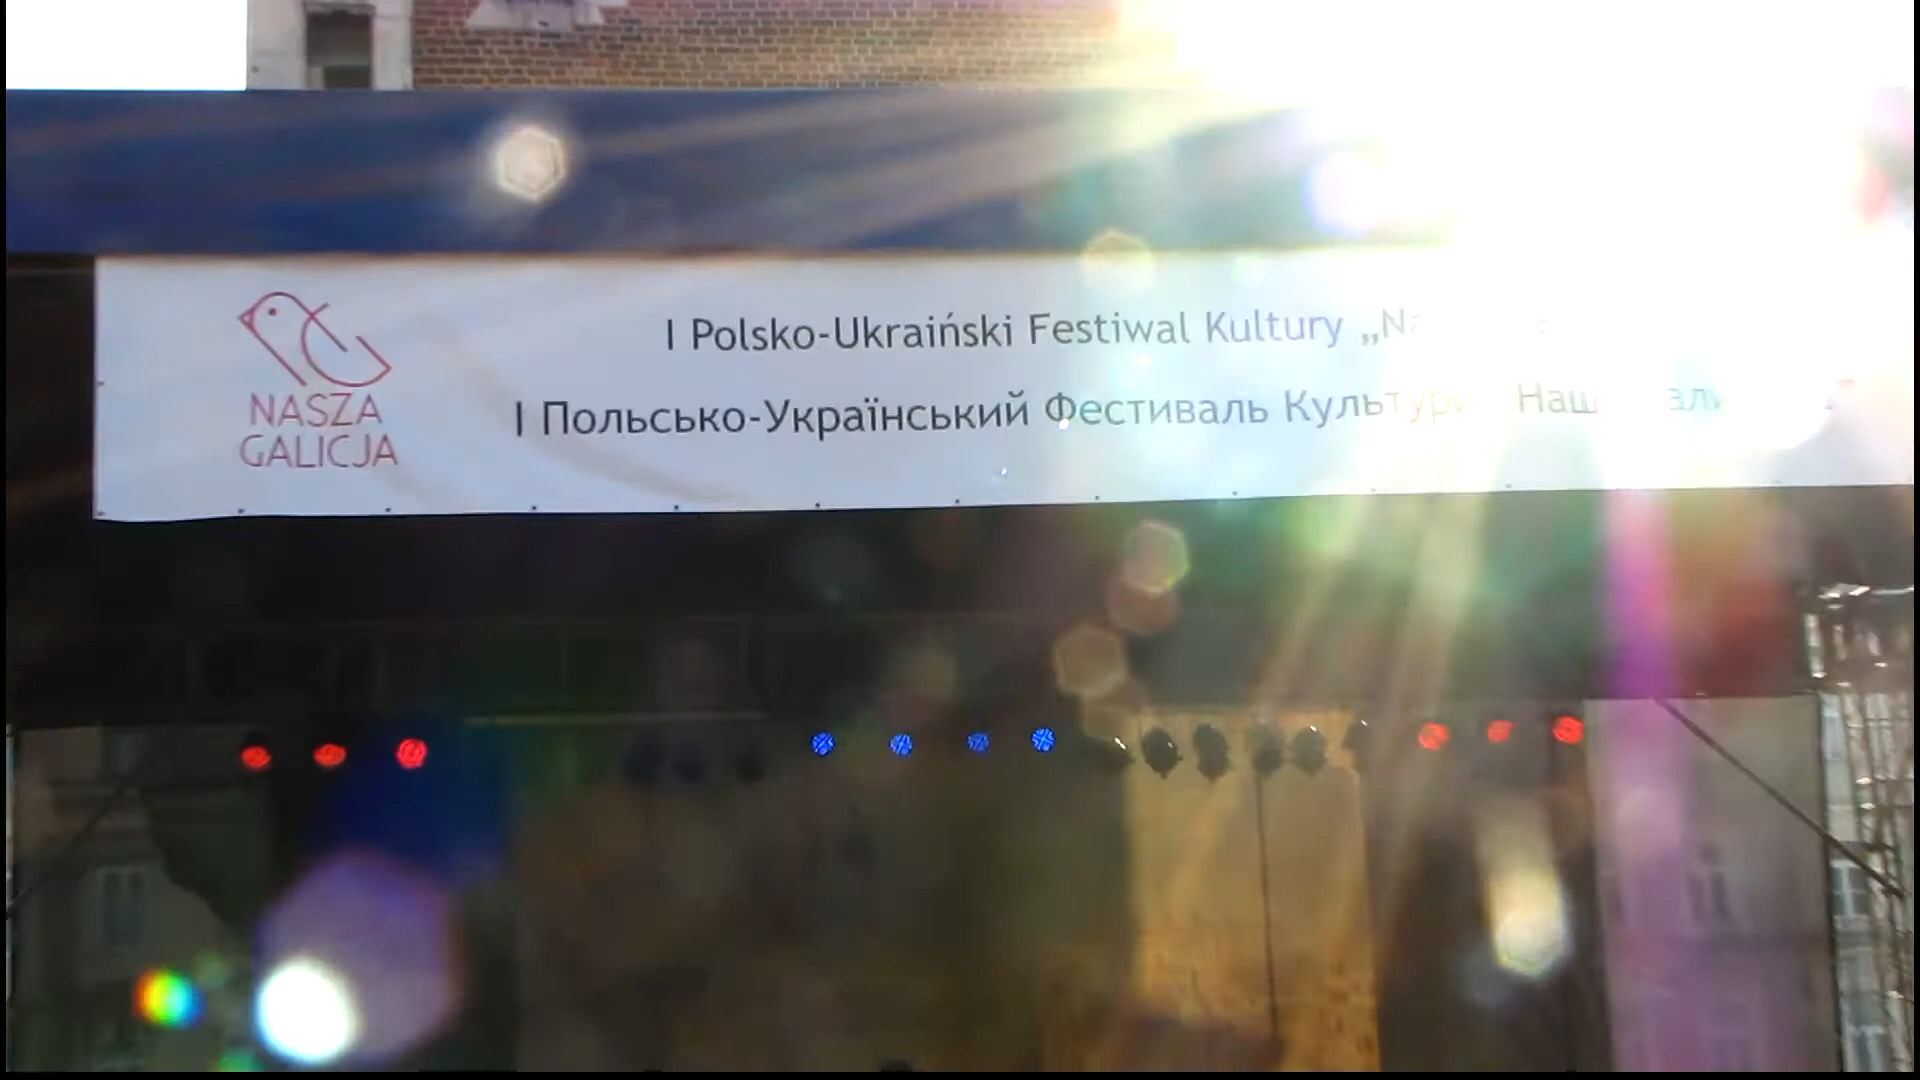 NASZA
GALICJA
I Polsko-Ukraiński Festiwal Kultury
I Польсько-Український Фестиваль Культури